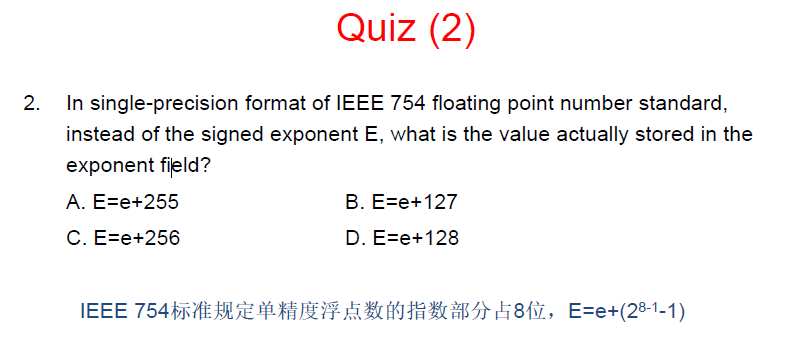 Quiz (2)
2. In single-precision format of IEEE 754 floating point number standard,
instead of the signed exponent E, what is the value actually stored in the
exponent field?
A. E=e+255 B. E=e+127
C. E=e+256 D. E=e+128
IEEE 754标准规定单精度浮点数的指数部分占8位，E=e+(2⁸⁻¹-1)